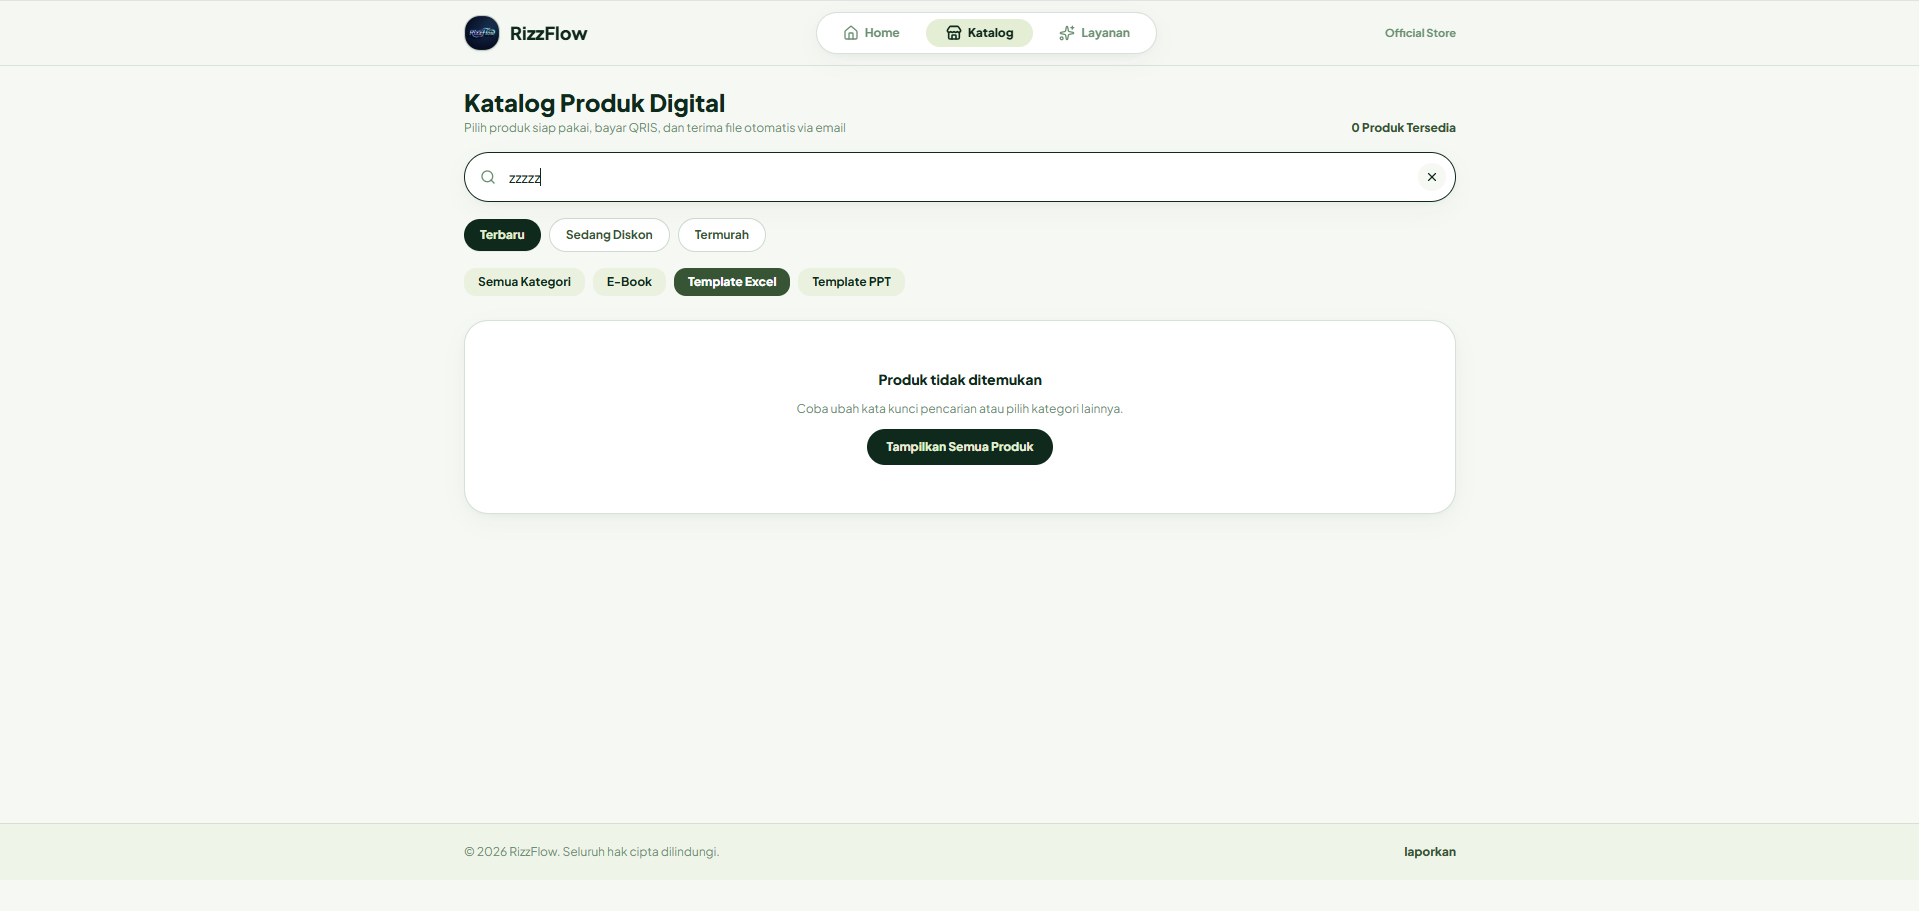 RizzFlow
Home
Katalog
Layanan
Official Store
Katalog Produk Digital
Pilih produk siap pakai, bayar QRIS, dan terima file otomatis via email
0 Produk Tersedia
zzzzz
Terbaru
Sedang Diskon
Termurah
Semua Kategori
E-Book
Template Excel
Template PPT
Produk tidak ditemukan
Coba ubah kata kunci pencarian atau pilih kategori lainnya.
Tampilkan Semua Produk
© 2026 RizzFlow. Seluruh hak cipta dilindungi.
laporkan